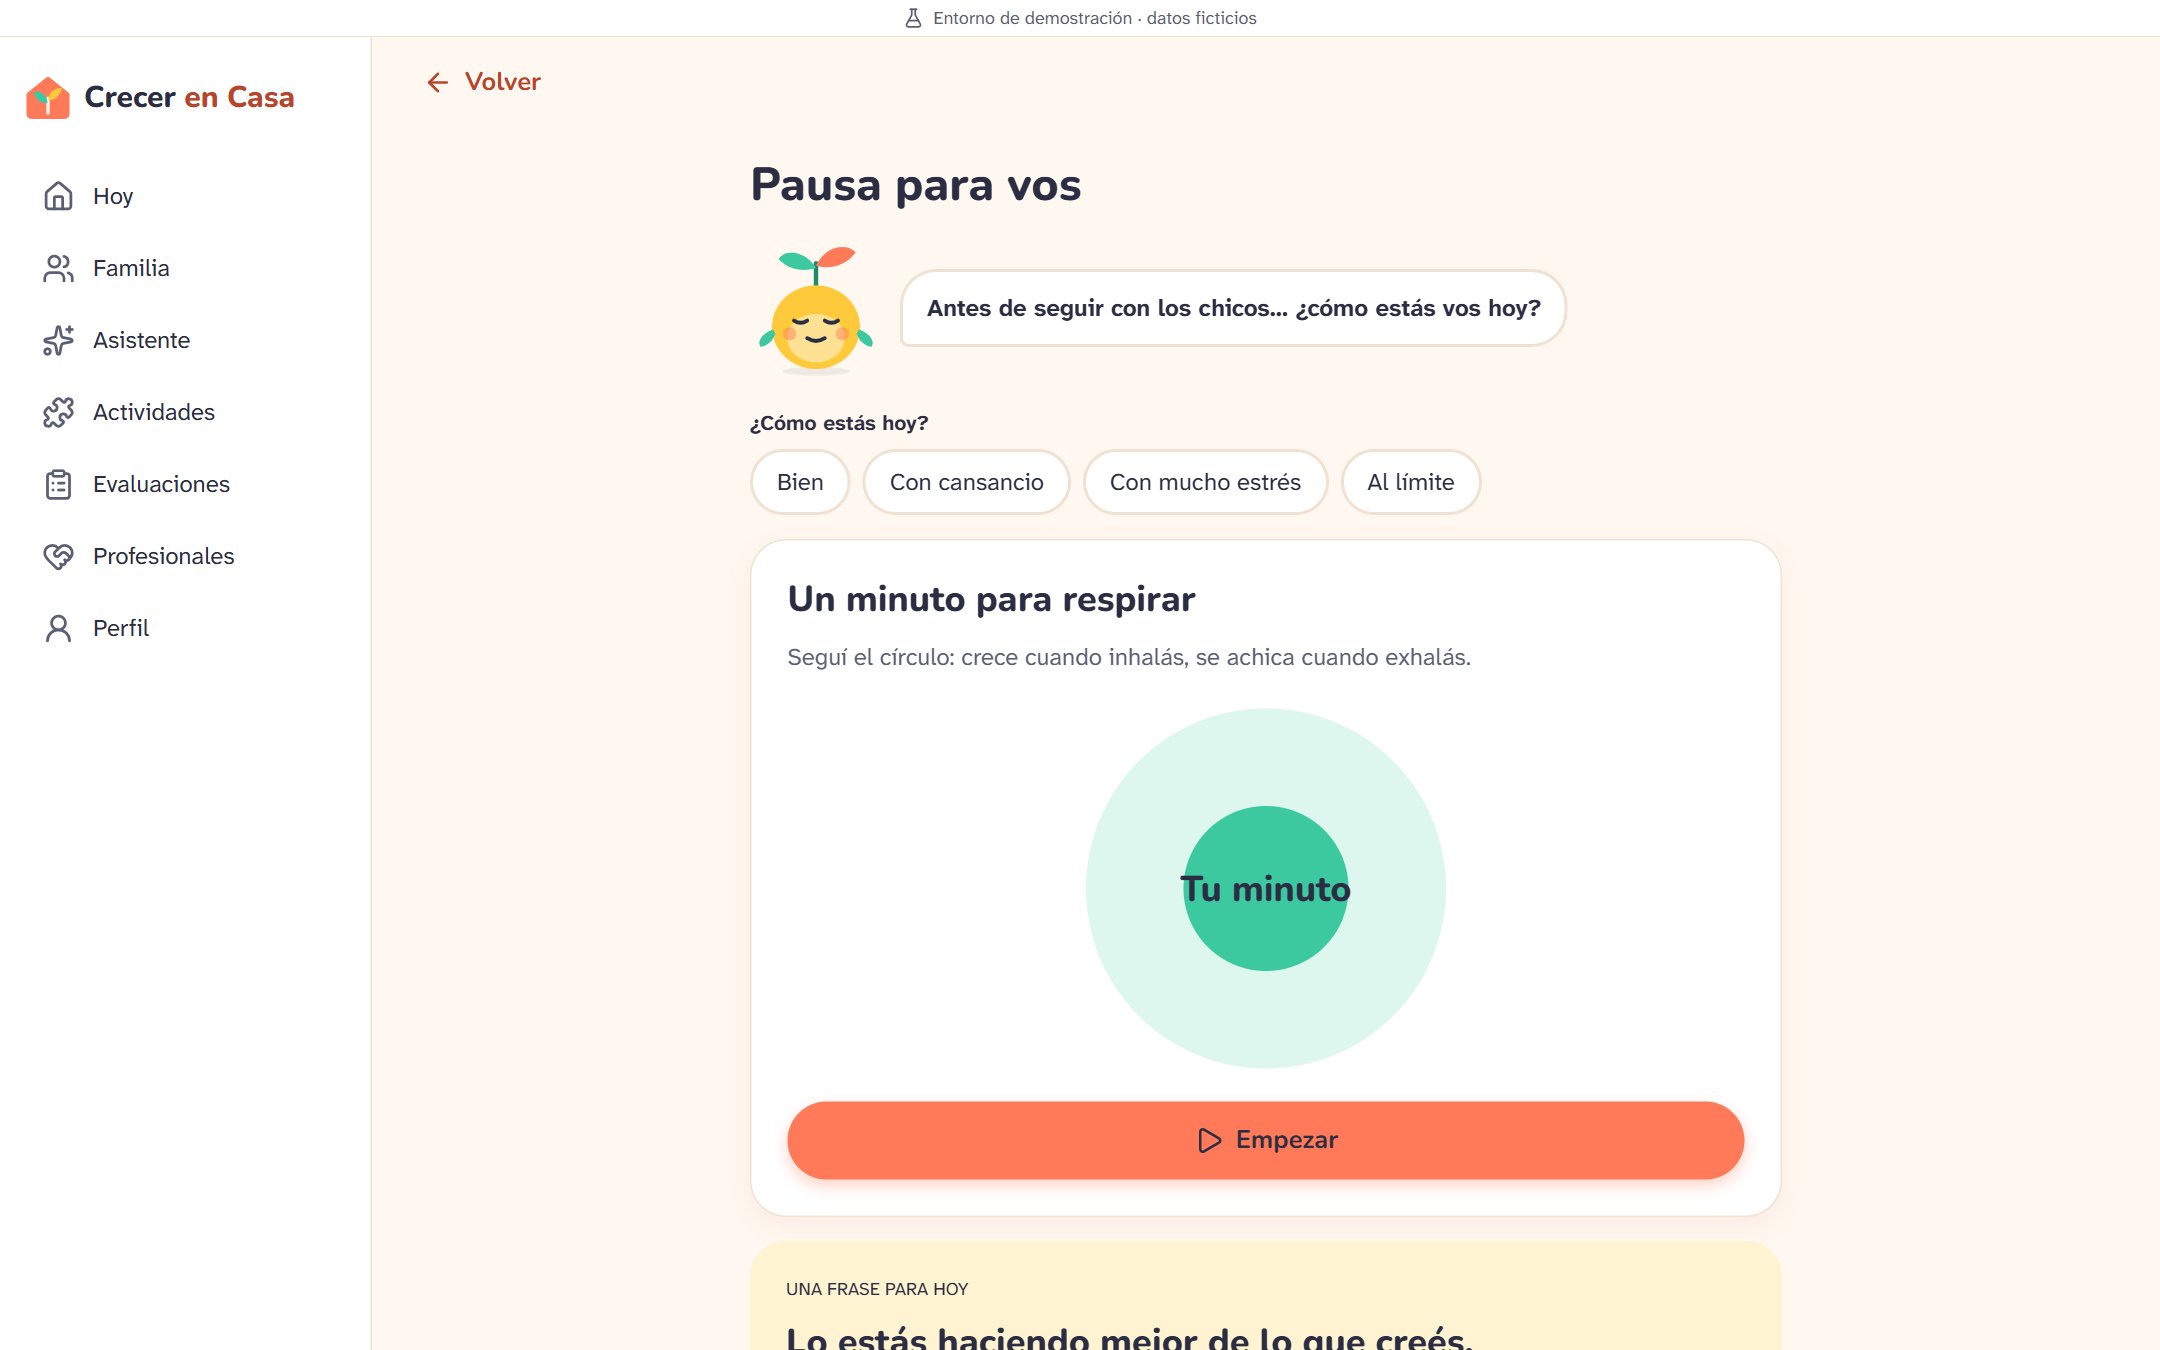 Entorno de demostración · datos ficticios
Crecer en Casa
Hoy
Familia
Asistente
Actividades
Evaluaciones
Profesionales
Perfil
Volver
Pausa para vos
Antes de seguir con los chicos... ¿cómo estás vos hoy?
¿Cómo estás hoy?
Bien
Con cansancio
Con mucho estrés
Al límite
Un minuto para respirar
Seguí el círculo: crece cuando inhalás, se achica cuando exhalás.
Tu minuto
Empezar
UNA FRASE PARA HOY
Lo estás haciendo mejor de lo que creés.